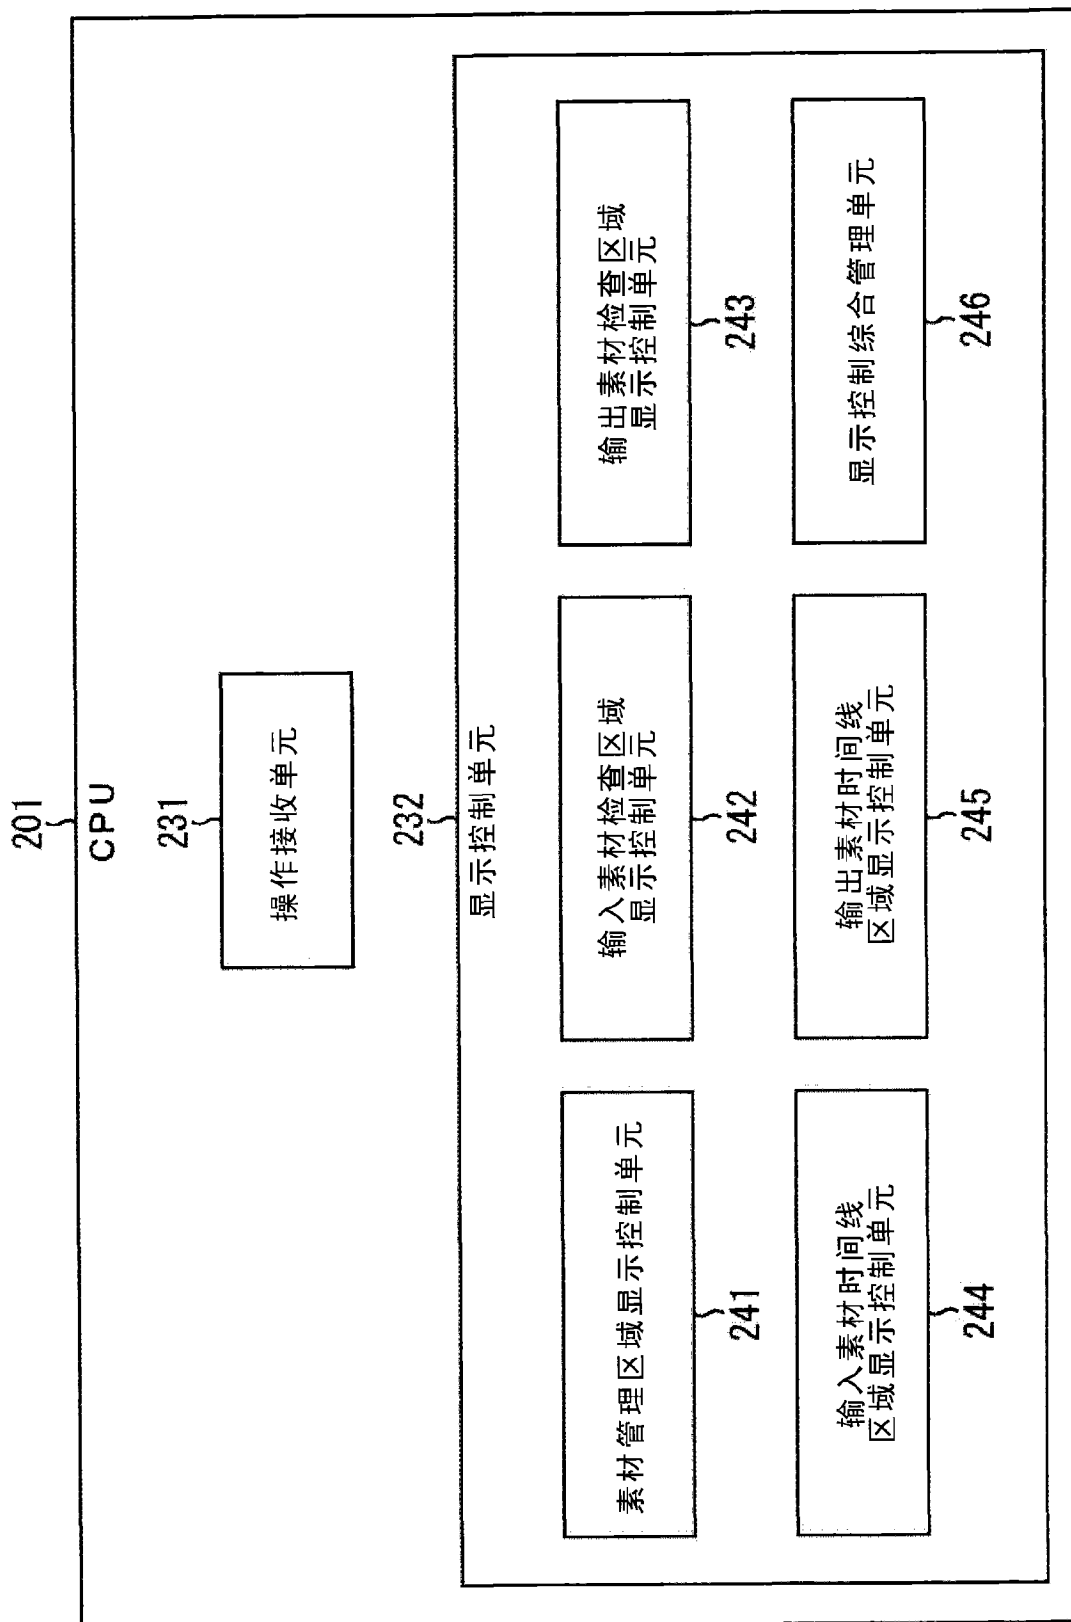 201
CPU
231
操作接收单元
232
显示控制单元
素材管理区域显示控制单元
241
输入素材检查区域
显示控制单元
242
输出素材检查区域
显示控制单元
243
输入素材时间线
区域显示控制单元
244
输出素材时间线
区域显示控制单元
245
显示控制综合管理单元
246